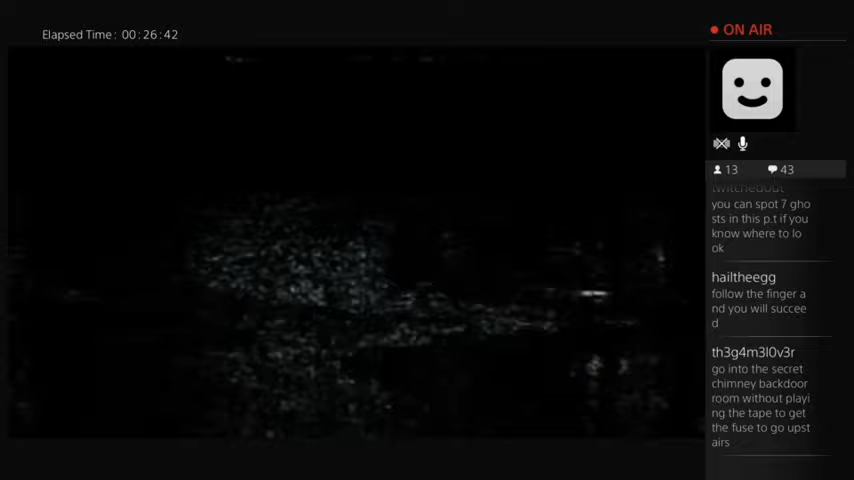 Elapsed Time: 00:26:42
ON AIR
13 43
twitchedout
you can spot 7 gho
sts in this p.t if you
know where to lo
ok
hailtheegg
follow the finger a
nd you will succee
d
th3g4m3l0v3r
go into the secret
chimney backdoor
room without playi
ng the tape to get
the fuse to go upst
airs